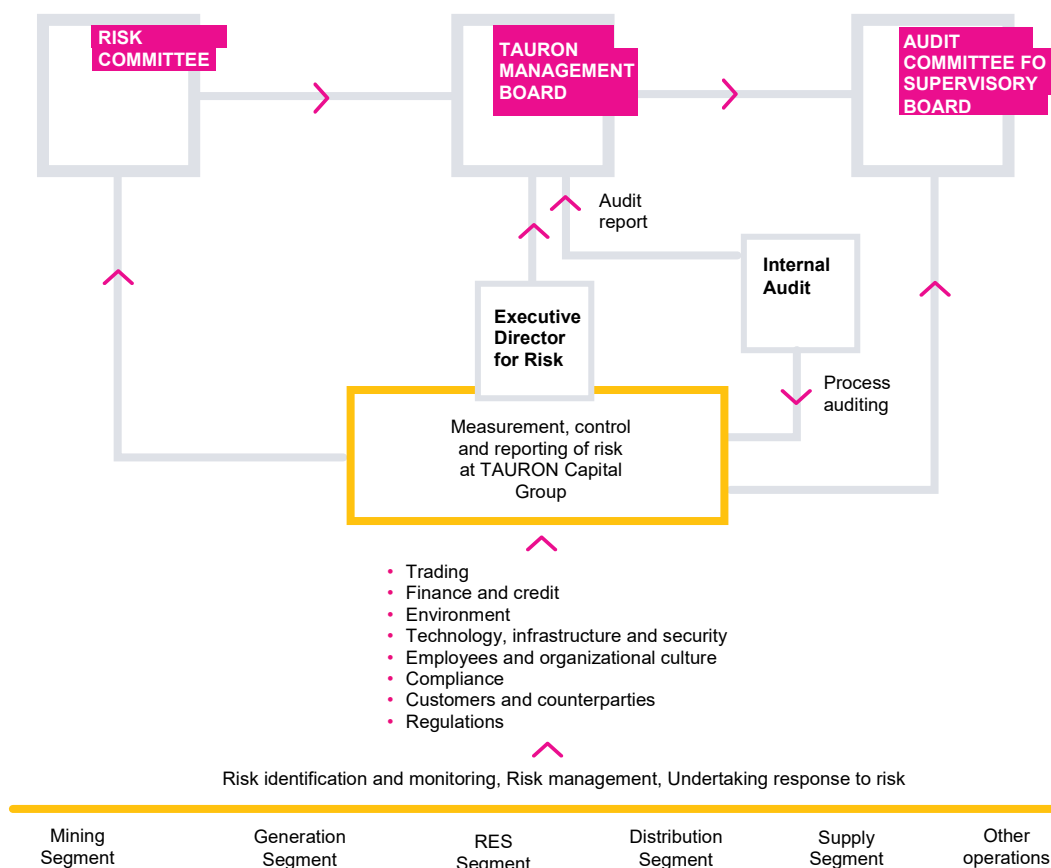 RISK
COMMITTEE
TAURON
MANAGEMENT
BOARD
AUDIT
COMMITTEE FO
SUPERVISORY
BOARD
Audit
report
Internal
Audit
Executive
Director
for Risk
Process
auditing
Measurement, control
and reporting of risk
at TAURON Capital
Group
• Trading
• Finance and credit
• Environment
• Technology, infrastructure and security
• Employees and organizational culture
• Compliance
• Customers and counterparties
• Regulations
Risk identification and monitoring, Risk management, Undertaking response to risk
Mining
Segment
Generation
Segment
RES
Segment
Distribution
Segment
Supply
Segment
Other
operations